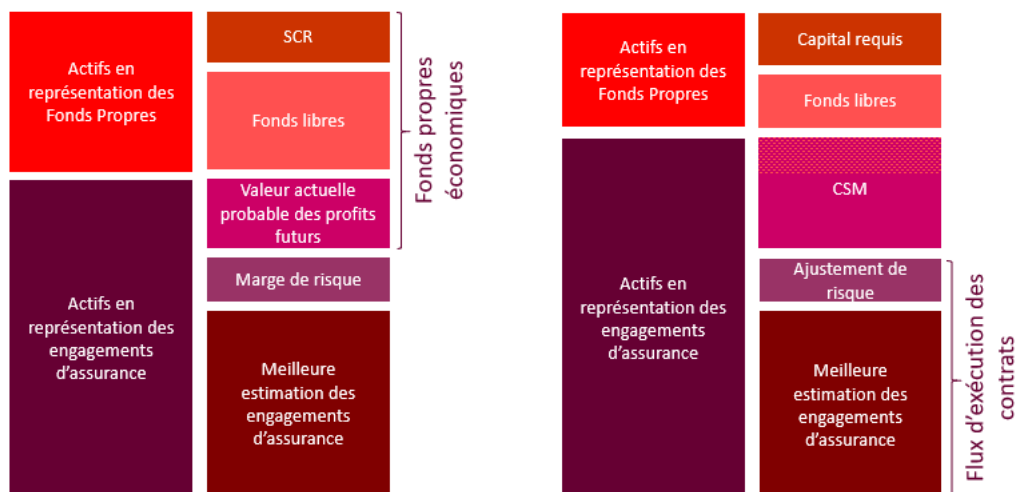 Actifs en
représentation des
Fonds Propres
Actifs en
représentation des
engagements
d'assurance
SCR
Fonds libres
Valeur actuelle
probable des profits
futurs
Marge de risque
Meilleure
estimation des
engagements
d'assurance
Fonds propres
économiques
Actifs en
représentation des
Fonds Propres
Actifs en
représentation des
engagements
d'assurance
Capital requis
Fonds libres
CSM
Ajustement de
risque
Meilleure
estimation des
engagements
d'assurance
Flux d'exécution des
contrats